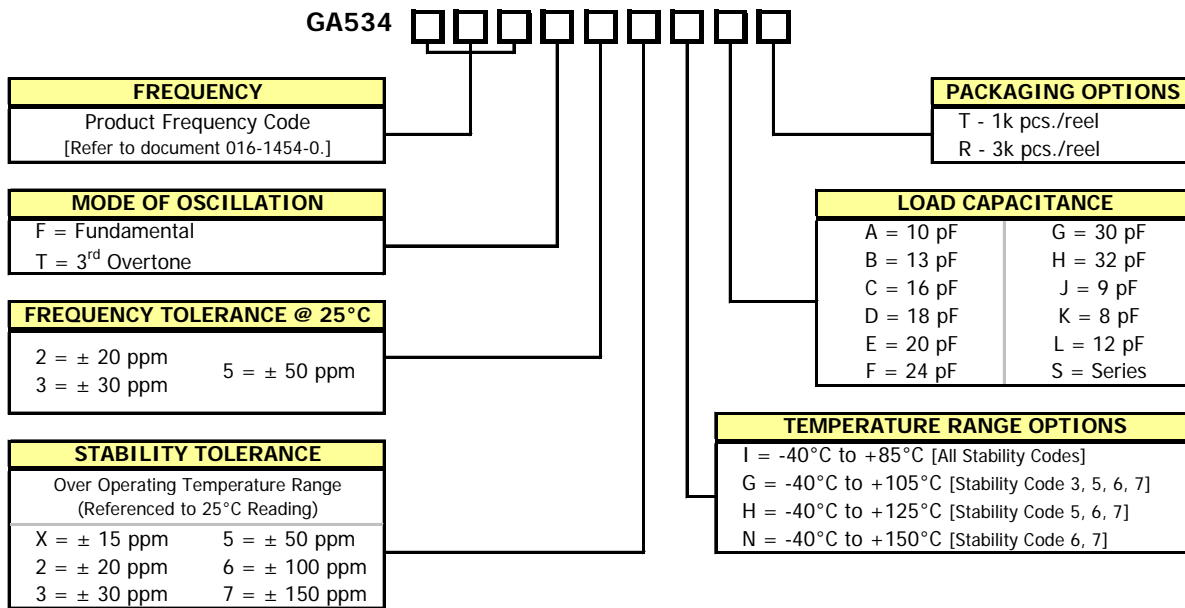 GA534
FREQUENCY
Product Frequency Code
[Refer to document 016-1454-0.]
MODE OF OSCILLATION
F = Fundamental
T = 3rd Overtone
FREQUENCY TOLERANCE @ 25°C
2 = ± 20 ppm
3 = ± 30 ppm
5 = ± 50 ppm
STABILITY TOLERANCE
Over Operating Temperature Range
(Referenced to 25°C Reading)
X = ± 15 ppm
2 = ± 20 ppm
3 = ± 30 ppm
5 = ± 50 ppm
6 = ± 100 ppm
7 = ± 150 ppm
PACKAGING OPTIONS
T - 1k pcs./reel
R - 3k pcs./reel
LOAD CAPACITANCE
A = 10 pF
B = 13 pF
C = 16 pF
D = 18 pF
E = 20 pF
F = 24 pF
G = 30 pF
H = 32 pF
J = 9 pF
K = 8 pF
L = 12 pF
S = Series
TEMPERATURE RANGE OPTIONS
I = -40°C to +85°C [All Stability Codes]
G = -40°C to +105°C [Stability Code 3, 5, 6, 7]
H = -40°C to +125°C [Stability Code 5, 6, 7]
N = -40°C to +150°C [Stability Code 6, 7]